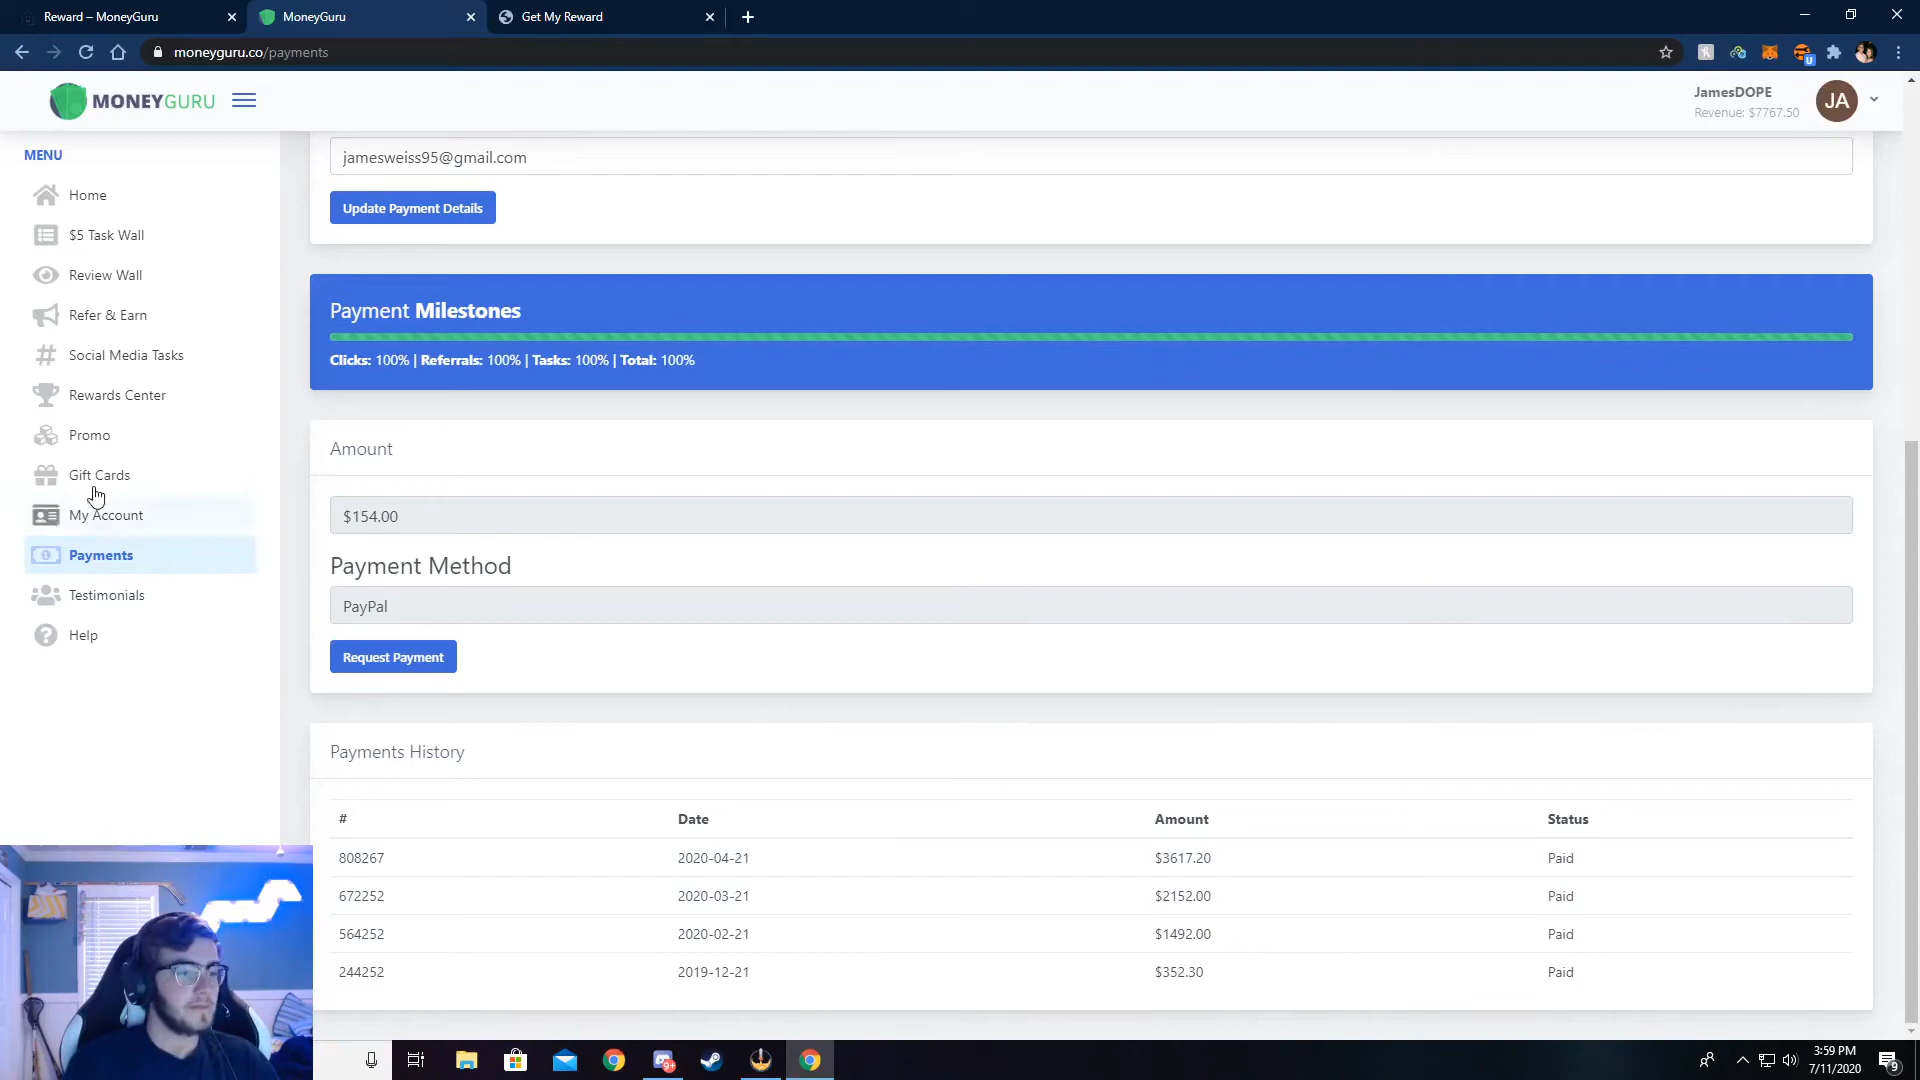 Reward – MoneyGuru
MoneyGuru
Get My Reward
moneyguru.co/payments
MONEYGURU
JamesDOPE
Revenue: $7767.50
JA
MENU
Home
$5 Task Wall
Review Wall
Refer & Earn
Social Media Tasks
Rewards Center
Promo
Gift Cards
My Account
Payments
Testimonials
Help
jamesweiss95@gmail.com
Update Payment Details
Payment Milestones
Clicks: 100% | Referrals: 100% | Tasks: 100% | Total: 100%
Amount
$154.00
Payment Method
PayPal
Request Payment
Payments History
# Date Amount Status
808267 2020-04-21 $3617.20 Paid
672252 2020-03-21 $2152.00 Paid
564252 2020-02-21 $1492.00 Paid
244252 2019-12-21 $352.30 Paid
3:59 PM
7/11/2020